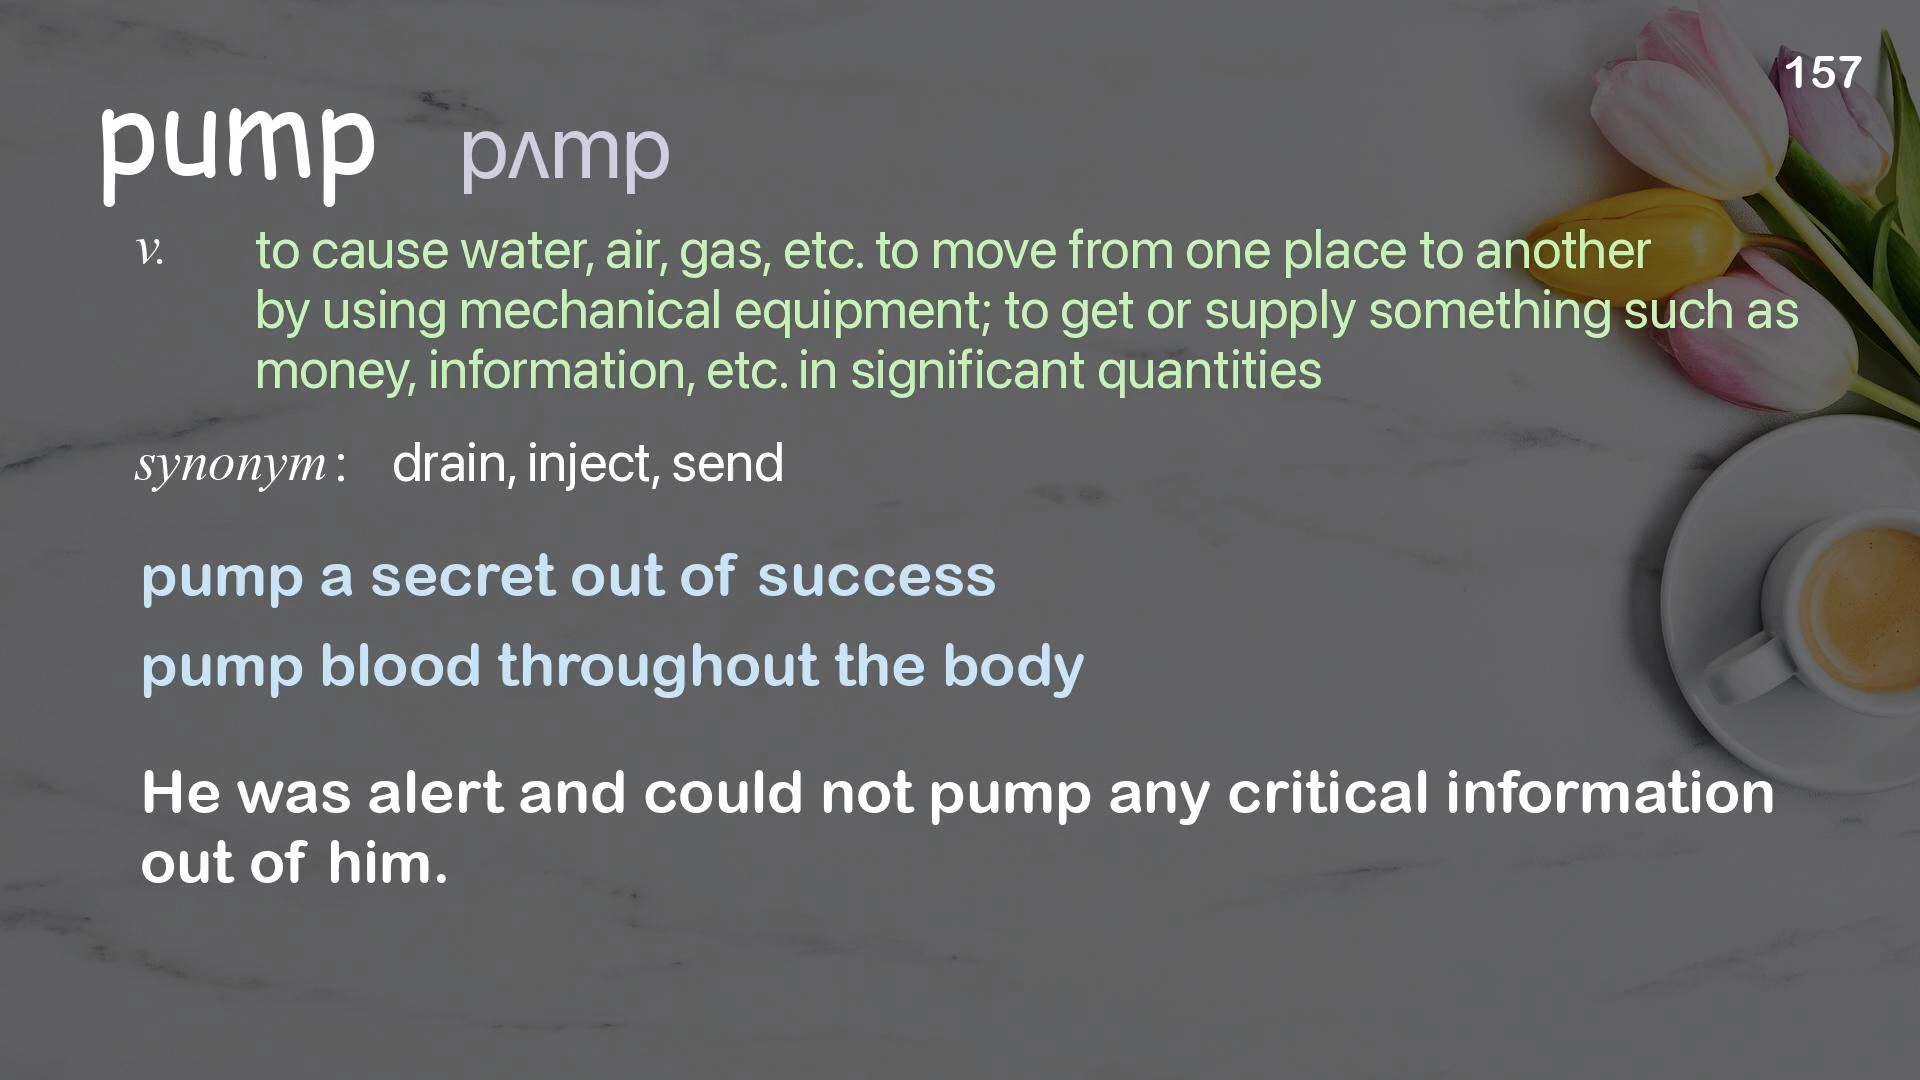 157
pump pʌmp
v. to cause water, air, gas, etc. to move from one place to another
by using mechanical equipment; to get or supply something such as
money, information, etc. in significant quantities
synonym: drain, inject, send
pump a secret out of success
pump blood throughout the body
He was alert and could not pump any critical information
out of him.